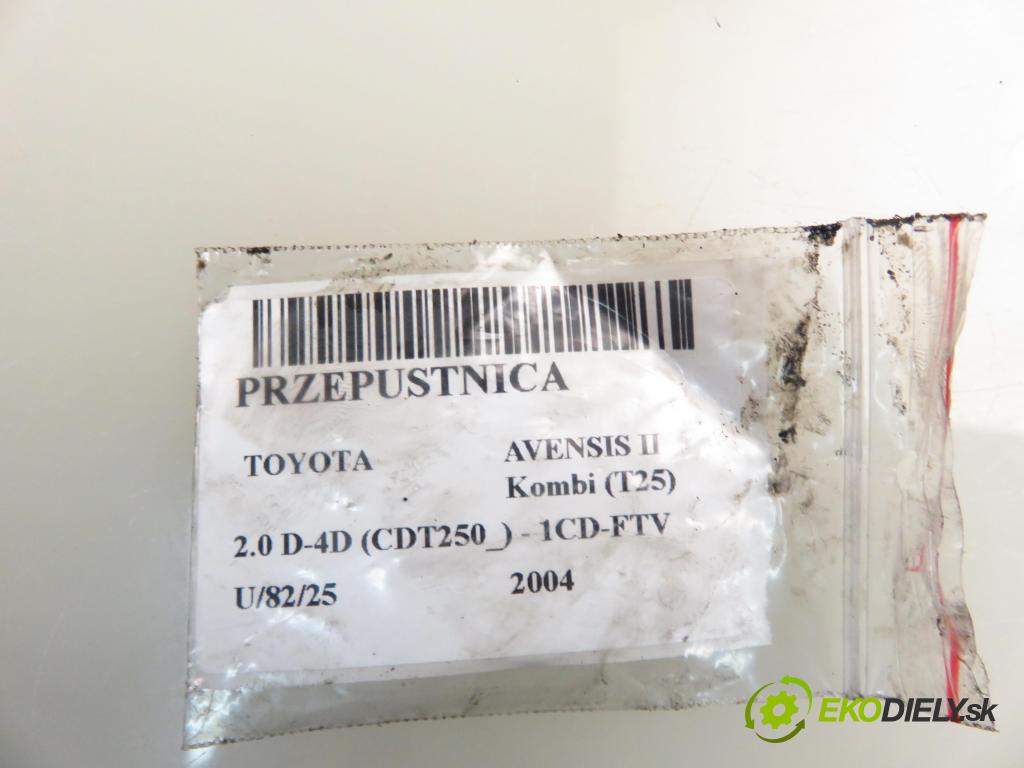 PRZEPUSTNICA
TOYOTA
AVENSIS II
Kombi (T25)
2.0 D-4D (CDT250_) - 1CD-FTV
U/82/25
2004
EKODIELY.sk